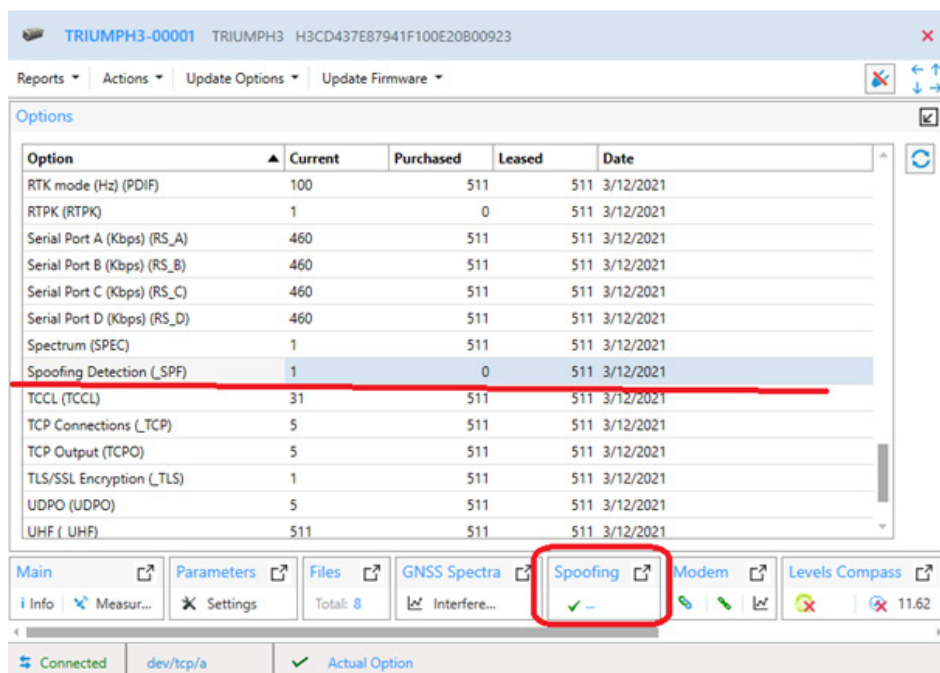 TRIUMPH3-00001 TRIUMPH3 H3CD437E87941F100E20B00923
Reports Actions Update Options Update Firmware
Options
Option Current Purchased Leased Date
RTK mode (Hz) (PDIF) 100 511 511 3/12/2021
RTPK (RTPK) 1 0 511 3/12/2021
Serial Port A (Kbps) (RS_A) 460 511 511 3/12/2021
Serial Port B (Kbps) (RS_B) 460 511 511 3/12/2021
Serial Port C (Kbps) (RS_C) 460 511 511 3/12/2021
Serial Port D (Kbps) (RS_D) 460 511 511 3/12/2021
Spectrum (SPEC) 1 511 511 3/12/2021
Spoofing Detection (_SPF) 1 0 511 3/12/2021
TCCL (TCCL) 31 511 511 3/12/2021
TCP Connections (_TCP) 5 511 511 3/12/2021
TCP Output (TCPO) 5 511 511 3/12/2021
TLS/SSL Encryption (_TLS) 1 511 511 3/12/2021
UDPO (UDPO) 5 511 511 3/12/2021
UHF (_UHF) 511 511 511 3/12/2021
Main Parameters Files GNSS Spectra Spoofing Modem Levels Compass
i Info Measur... Settings Total: 8 Interfere... ... 11.62
Connected dev/tcp/a Actual Option